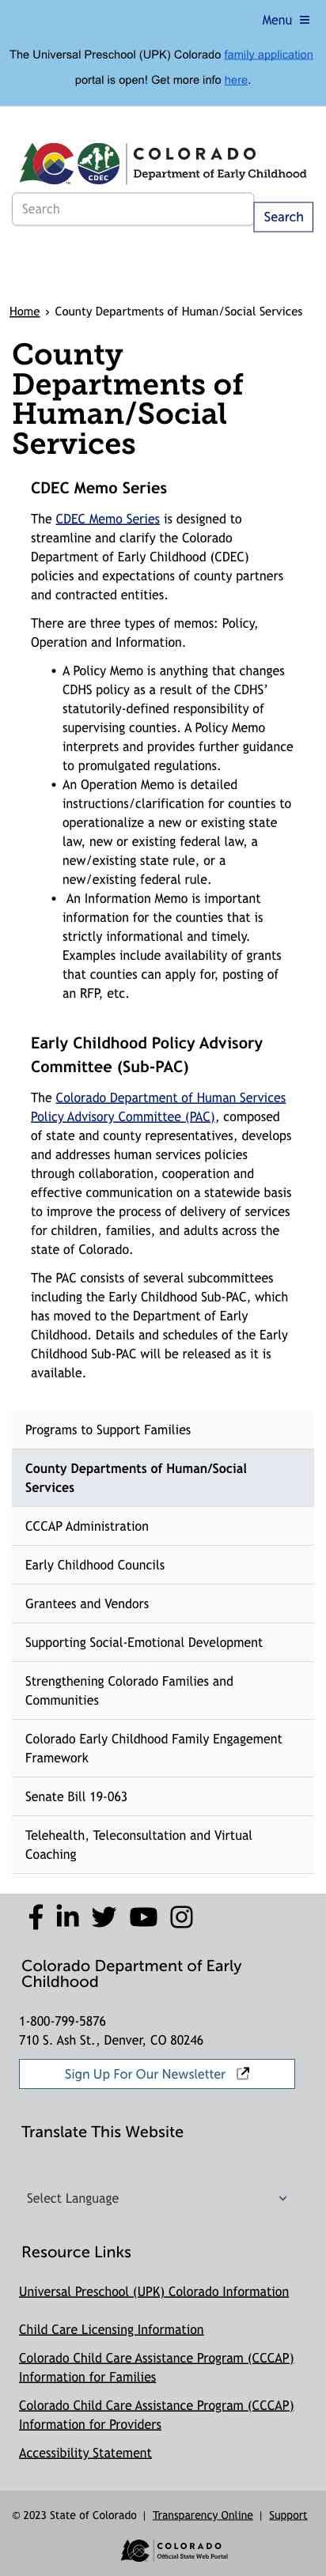 Menu ≡
The Universal Preschool (UPK) Colorado family application
portal is open! Get more info here.
CDEC
COLORADO
Department of Early Childhood
Search
Search
Home › County Departments of Human/Social Services
County
Departments of
Human/Social
Services
CDEC Memo Series
The CDEC Memo Series is designed to
streamline and clarify the Colorado
Department of Early Childhood (CDEC)
policies and expectations of county partners
and contracted entities.
There are three types of memos: Policy,
Operation and Information.
• A Policy Memo is anything that changes
CDHS policy as a result of the CDHS’
statutorily-defined responsibility of
supervising counties. A Policy Memo
interprets and provides further guidance
to promulgated regulations.
• An Operation Memo is detailed
instructions/clarification for counties to
operationalize a new or existing state
law, new or existing federal law, a
new/existing state rule, or a
new/existing federal rule.
• An Information Memo is important
information for the counties that is
strictly informational and timely.
Examples include availability of grants
that counties can apply for, posting of
an RFP, etc.
Early Childhood Policy Advisory
Committee (Sub-PAC)
The Colorado Department of Human Services
Policy Advisory Committee (PAC), composed
of state and county representatives, develops
and addresses human services policies
through collaboration, cooperation and
effective communication on a statewide basis
to improve the process of delivery of services
for children, families, and adults across the
state of Colorado.
The PAC consists of several subcommittees
including the Early Childhood Sub-PAC, which
has moved to the Department of Early
Childhood. Details and schedules of the Early
Childhood Sub-PAC will be released as it is
available.
Programs to Support Families
County Departments of Human/Social
Services
CCCAP Administration
Early Childhood Councils
Grantees and Vendors
Supporting Social-Emotional Development
Strengthening Colorado Families and
Communities
Colorado Early Childhood Family Engagement
Framework
Senate Bill 19-063
Telehealth, Teleconsultation and Virtual
Coaching
Colorado Department of Early
Childhood
1-800-799-5876
710 S. Ash St., Denver, CO 80246
Sign Up For Our Newsletter
Translate This Website
Select Language
Resource Links
Universal Preschool (UPK) Colorado Information
Child Care Licensing Information
Colorado Child Care Assistance Program (CCCAP)
Information for Families
Colorado Child Care Assistance Program (CCCAP)
Information for Providers
Accessibility Statement
© 2023 State of Colorado | Transparency Online | Support
COLORADO
Official State Web Portal